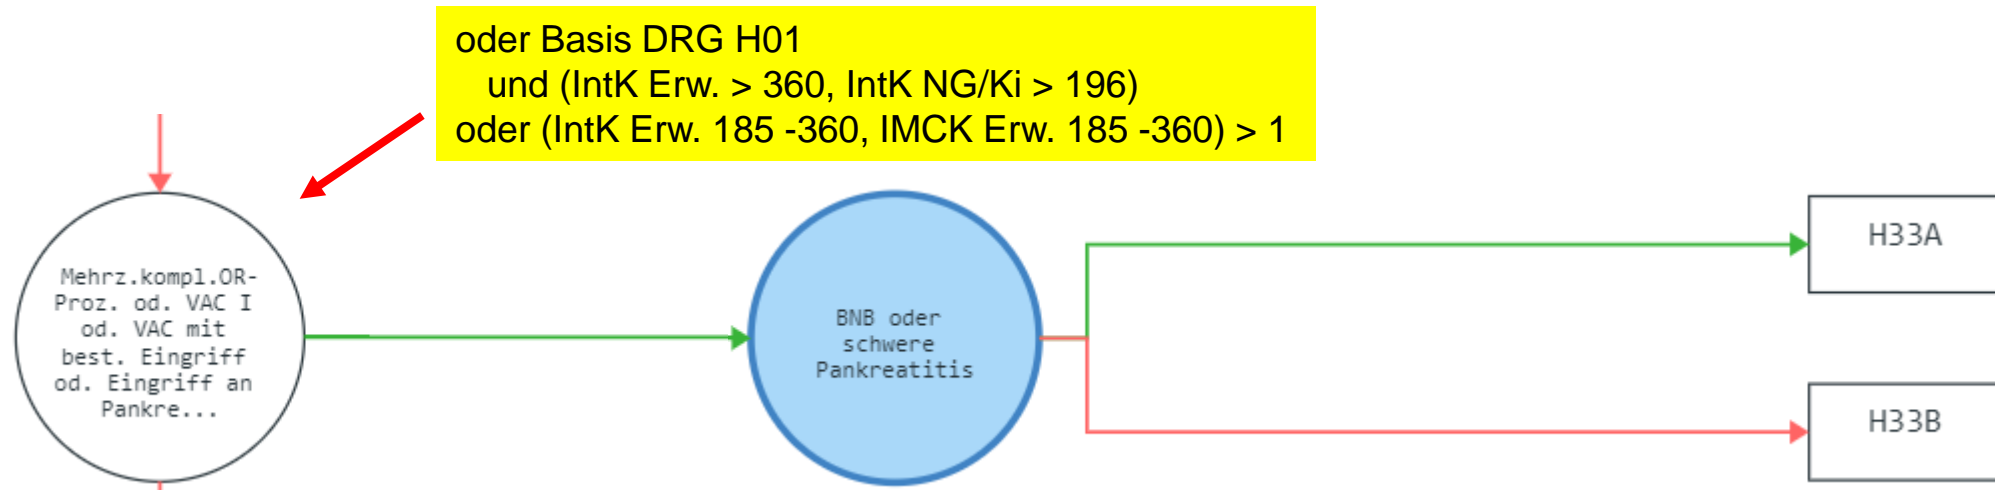 oder Basis DRG H01
und (IntK Erw. > 360, IntK NG/Ki > 196)
oder (IntK Erw. 185 -360, IMCK Erw. 185 -360) > 1
Mehrz.kompl.OR-
Proz. od. VAC I
od. VAC mit
best. Eingriff
od. Eingriff an
Pankre...
BNB oder
schwere
Pankreatitis
H33A
H33B